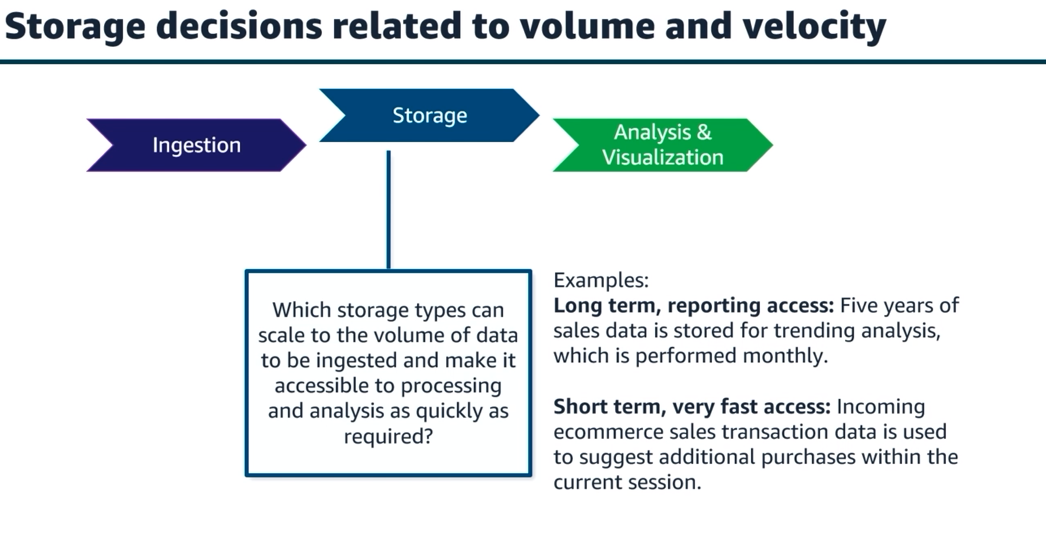 Storage decisions related to volume and velocity
Ingestion
Storage
Analysis &
Visualization
Which storage types can
scale to the volume of data
to be ingested and make it
accessible to processing
and analysis as quickly as
required?
Examples:
Long term, reporting access: Five years of
sales data is stored for trending analysis,
which is performed monthly.
Short term, very fast access: Incoming
ecommerce sales transaction data is used
to suggest additional purchases within the
current session.